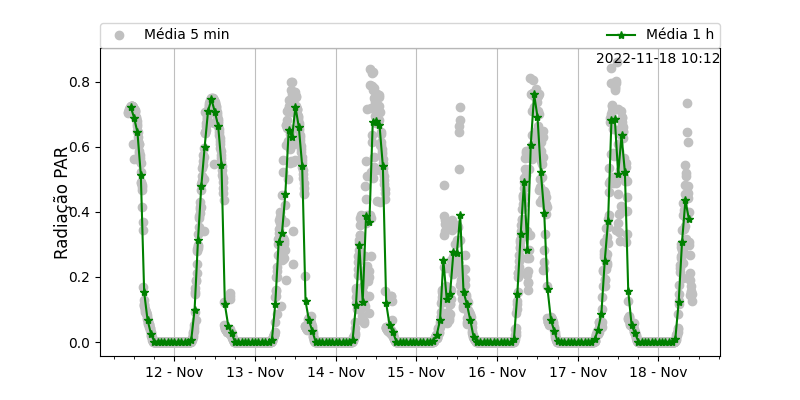 Média 5 min
Média 1 h
2022-11-18 10:12
Radiação PAR
0.8
0.6
0.4
0.2
0.0
12 - Nov
13 - Nov
14 - Nov
15 - Nov
16 - Nov
17 - Nov
18 - Nov